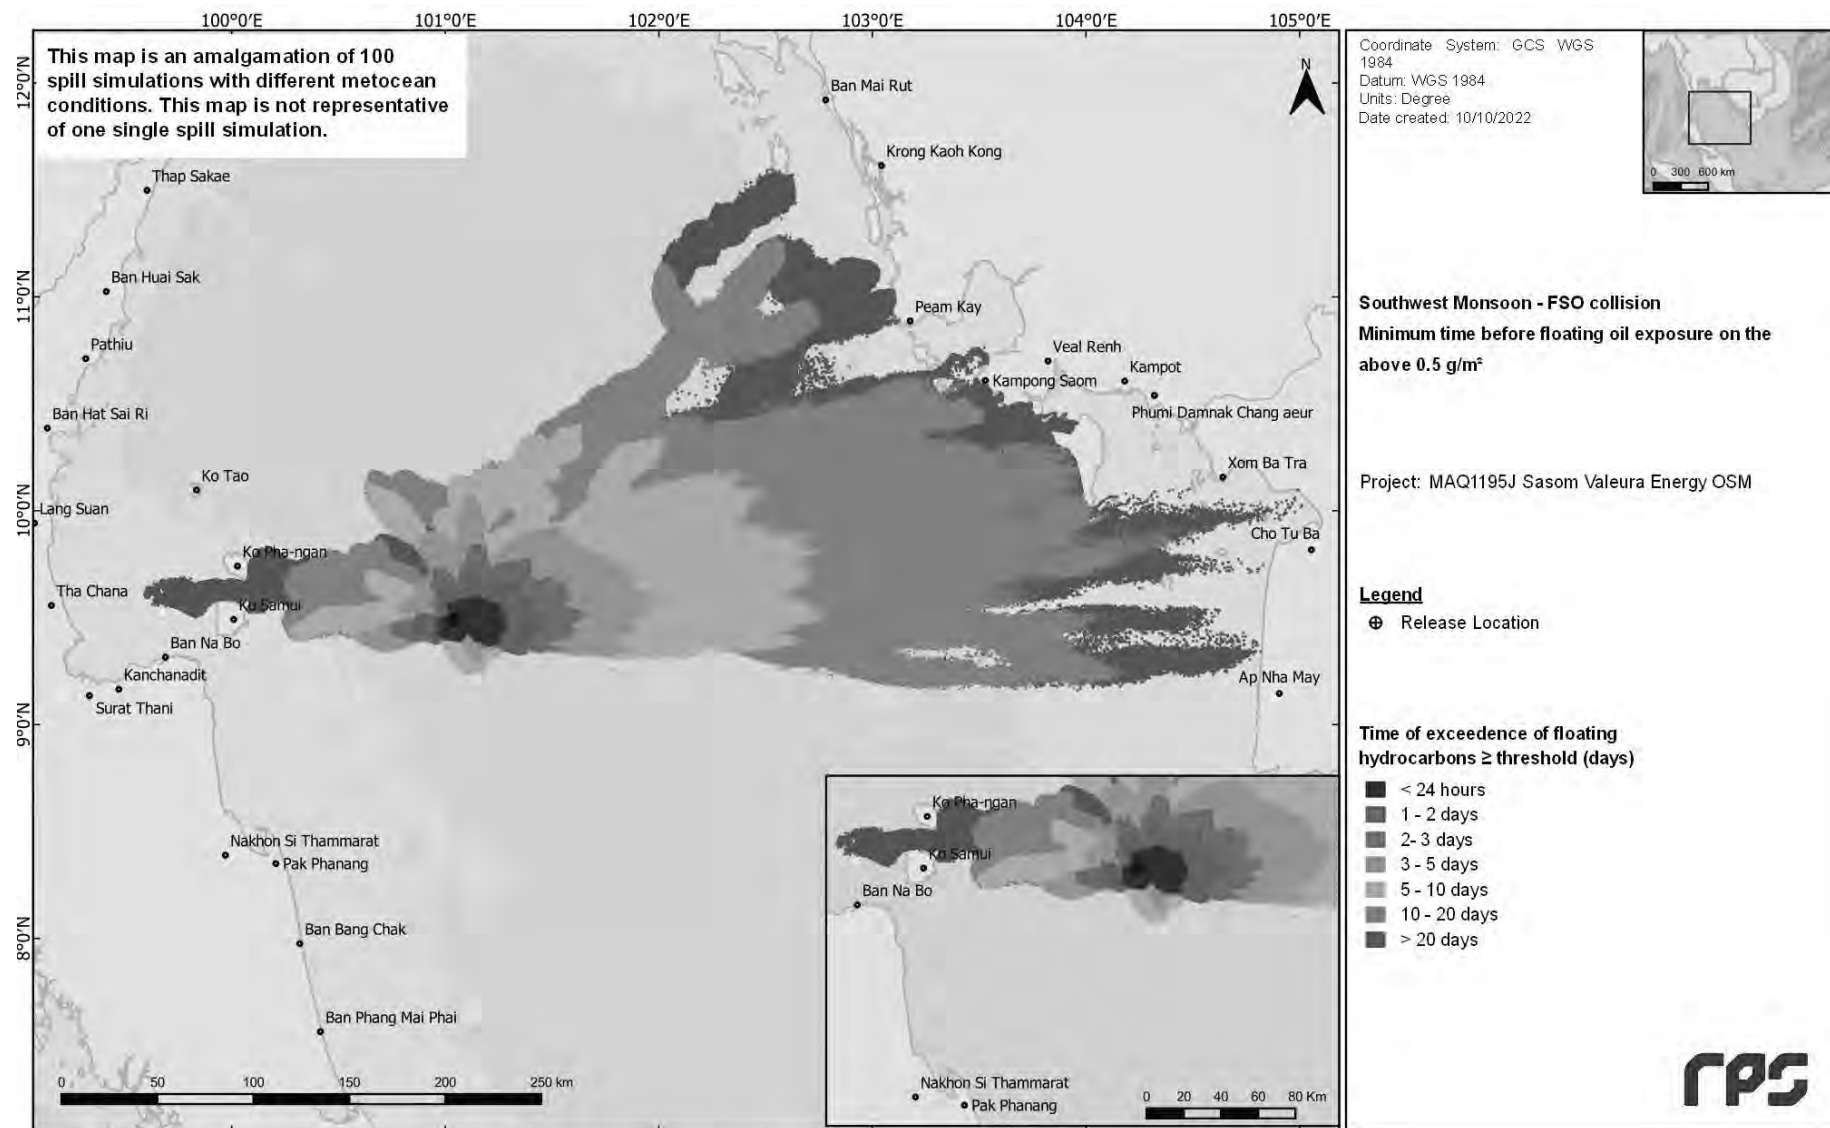 100°0'E 101°0'E 102°0'E 103°0'E 104°0'E 105°0'E
12°0'N
11°0'N
10°0'N
9°0'N
8°0'N
This map is an amalgamation of 100
spill simulations with different metocean
conditions. This map is not representative
of one single spill simulation.
N
Ban Mai Rut
Krong Kaoh Kong
Thap Sakae
Ban Huai Sak
Peam Kay
Pathiu
Veal Renh
Kampot
Kampong Saom
Ban Hat Sai Ri
Phumi Damnak Chang aeur
Xom Ba Tra
Ko Tao
Lang Suan
Cho Tu Ba
Ko Pha-ngan
Tha Chana
Ko Samui
Ban Na Bo
Kanchanadit
Ap Nha May
Surat Thani
Nakhon Si Thammarat
Pak Phanang
Ban Bang Chak
Ban Phang Mai Phai
0 50 100 150 200 250 km
Ko Pha-ngan
Ko Samui
Ban Na Bo
Nakhon Si Thammarat
Pak Phanang
0 20 40 60 80 Km
Coordinate System: GCS WGS
1984
Datum: WGS 1984
Units: Degree
Date created: 10/10/2022
0 300 600 km
Southwest Monsoon - FSO collision
Minimum time before floating oil exposure on the
above 0.5 g/m²
Project: MAQ1195J Sasom Valeura Energy OSM
Legend
Release Location
Time of exceedence of floating
hydrocarbons ≥ threshold (days)
< 24 hours
1 - 2 days
2- 3 days
3 - 5 days
5 - 10 days
10 - 20 days
> 20 days
rps